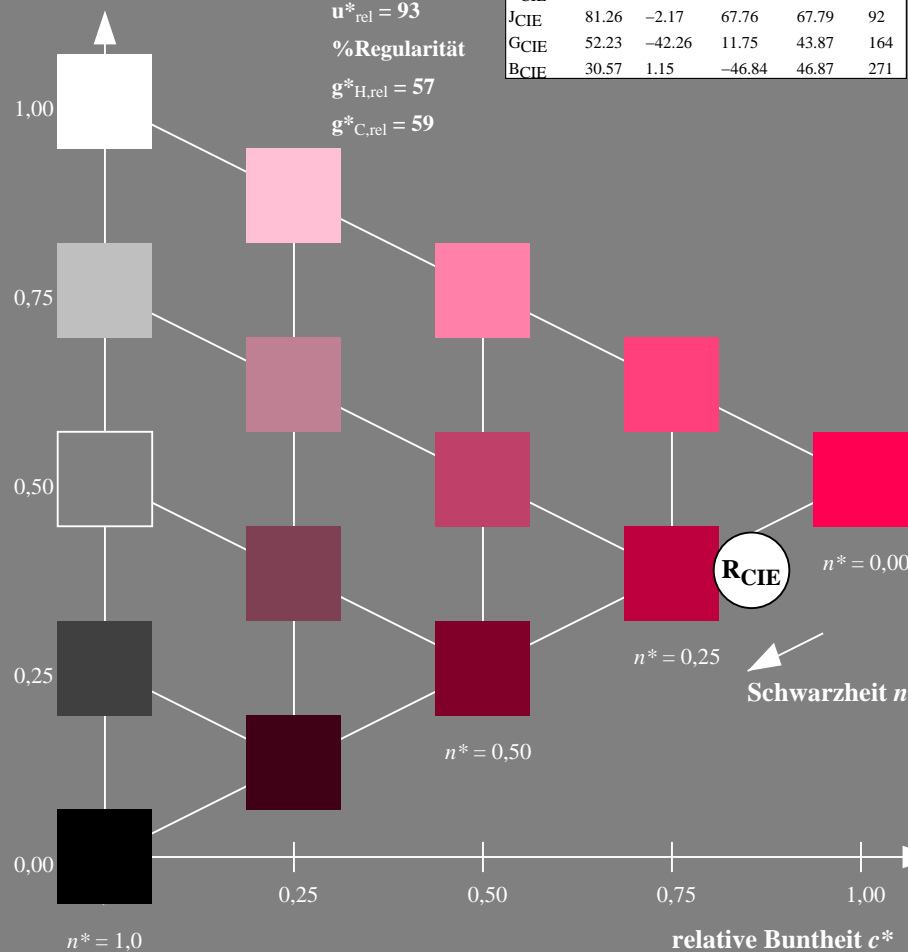 u*rel = 93
%Regularität
g*H,rel = 57
g*C,rel = 59
CIE
JCIE 81.26 −2.17 67.76 67.79 92
GCIE 52.23 −42.26 11.75 43.87 164
BCIE 30.57 1.15 −46.84 46.87 271
1,00
0,75
0,50
0,25
0,00
RCIE
n* = 0,00
n* = 0,25
Schwarzheit n
n* = 0,50
0,25 0,50 0,75 1,00
n* = 1,0
relative Buntheit c*